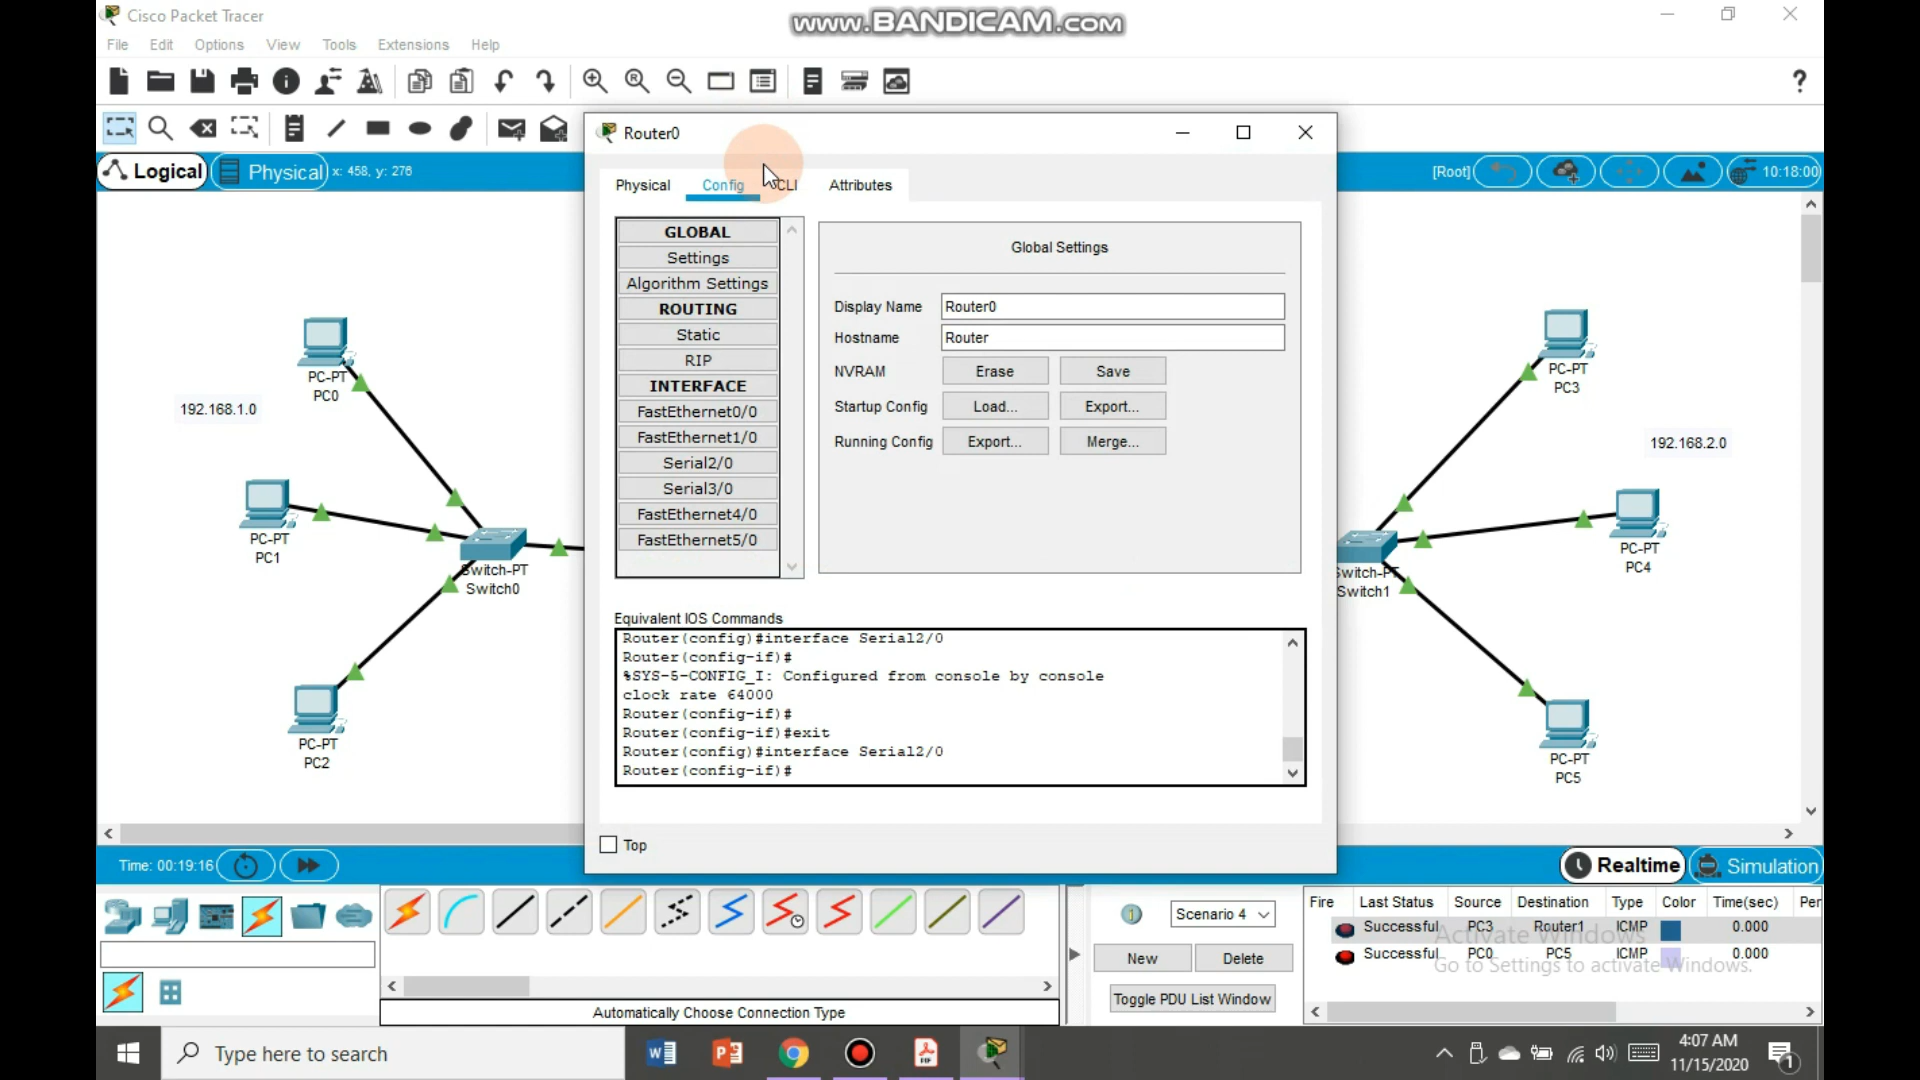 Cisco Packet Tracer
www.BANDICAM.com
File Edit Options View Tools Extensions Help
?
Logical
Physical
x: 458, y: 276
[Root]
10:18:00
Router0
Physical
Config
CLI
Attributes
GLOBAL
Settings
Algorithm Settings
ROUTING
Static
RIP
INTERFACE
FastEthernet0/0
FastEthernet1/0
Serial2/0
Serial3/0
FastEthernet4/0
FastEthernet5/0
Global Settings
Display Name Router0
Hostname Router
NVRAM Erase Save
Startup Config Load... Export...
Running Config Export... Merge...
Equivalent IOS Commands
Router(config)#interface Serial2/0
Router(config-if)#
%SYS-5-CONFIG_I: Configured from console by console
clock rate 64000
Router(config-if)#
Router(config-if)#exit
Router(config)#interface Serial2/0
Router(config-if)#
Top
PC-PT
PC0
192.168.1.0
PC-PT
PC1
Switch-PT
Switch0
PC-PT
PC2
PC-PT
PC3
192.168.2.0
PC-PT
PC4
Switch-PT
Switch1
PC-PT
PC5
Time: 00:19:16
Realtime
Simulation
Scenario 4
New
Delete
Toggle PDU List Window
Automatically Choose Connection Type
Fire Last Status Source Destination Type Color Time(sec) Per
Successful PC3 Router1 ICMP 0.000
Successful PC0 PC5 ICMP 0.000
Activate Windows
Go to Settings to activate Windows.
Type here to search
4:07 AM
11/15/2020
1